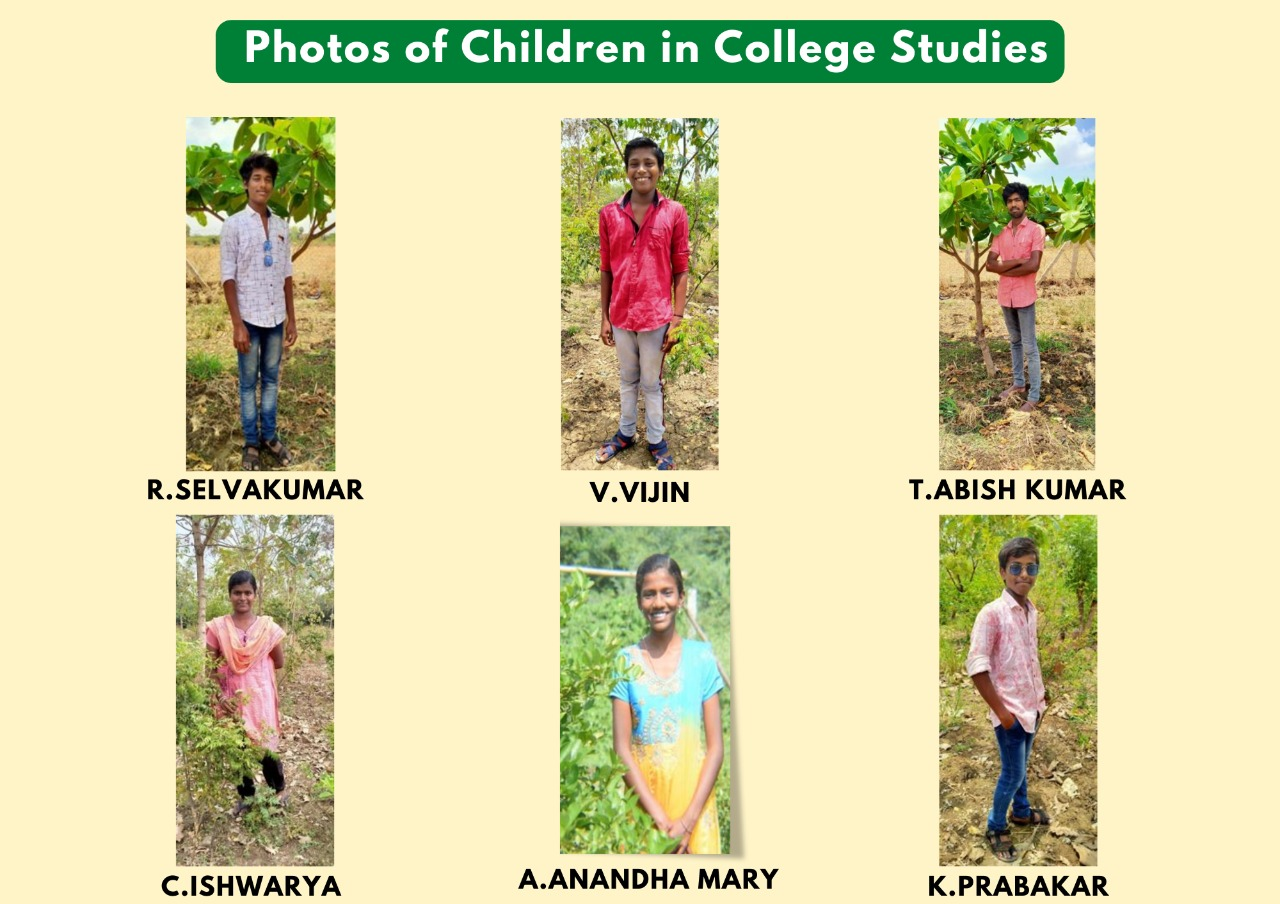 Photos of Children in College Studies
R.SELVAKUMAR
V.VIJIN
T.ABISH KUMAR
C.ISHWARYA
A.ANANDHA MARY
K.PRABAKAR